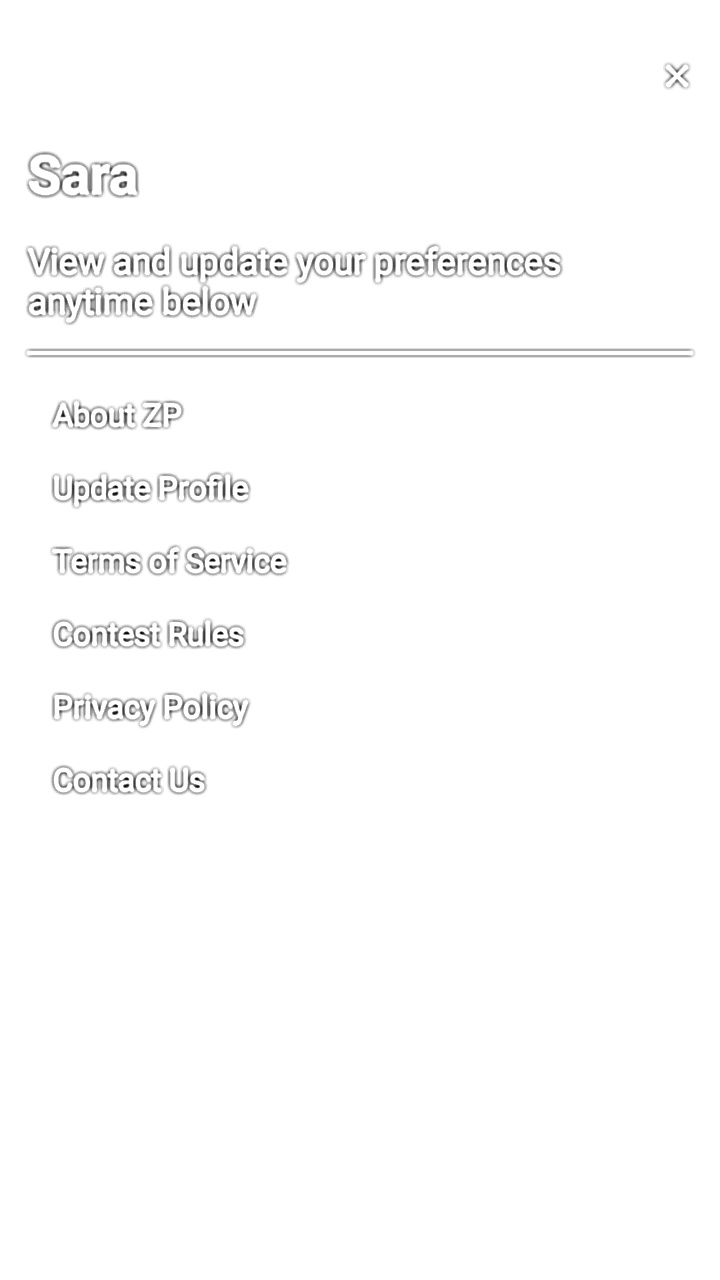 Sara
View and update your preferences
anytime below
About ZP
Update Profile
Terms of Service
Contest Rules
Privacy Policy
Contact Us